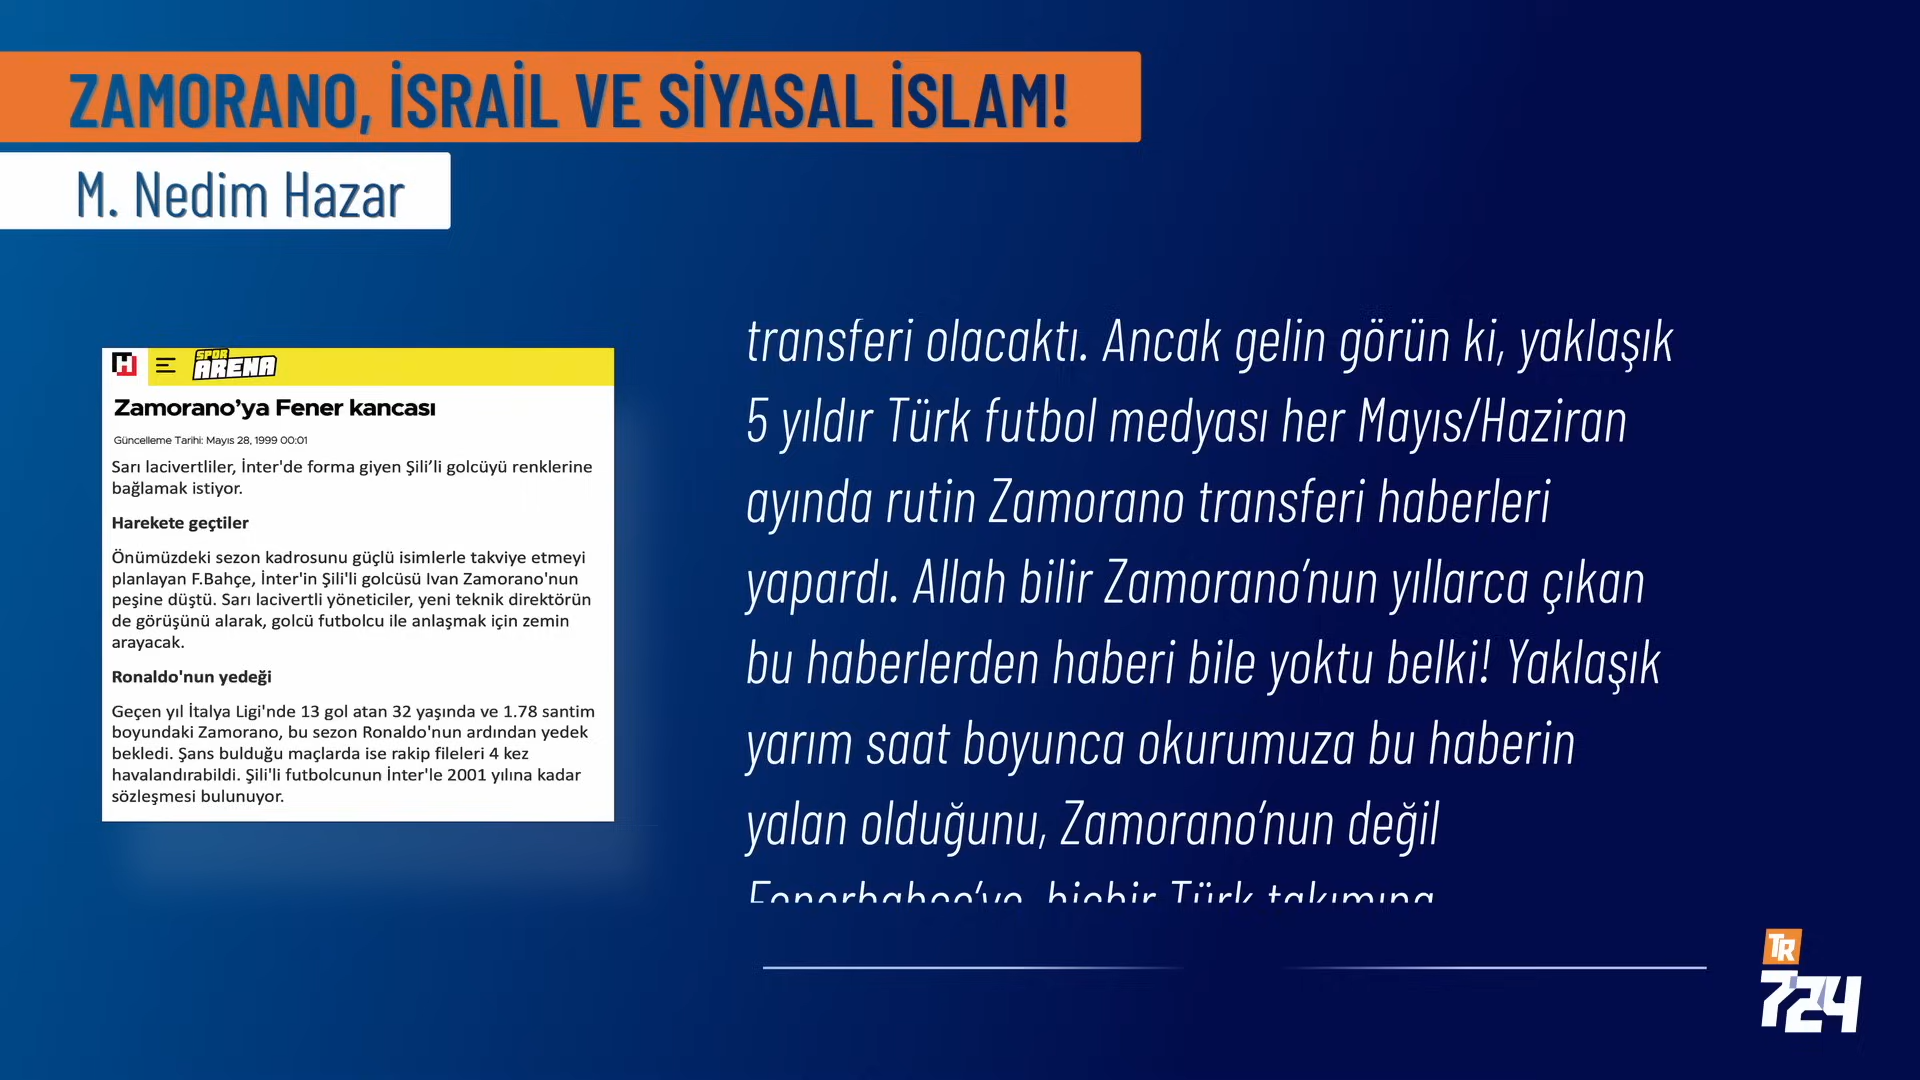 ZAMORANO, İSRAİL VE SİYASAL İSLAM!
M. Nedim Hazar
H
SPOR
ARENA
Zamorano’ya Fener kancası
Güncelleme Tarihi: Mayıs 28, 1999 00:01
Sarı lacivertliler, İnter'de forma giyen Şili’li golcüyü renklerine
bağlamak istiyor.
Harekete geçtiler
Önümüzdeki sezon kadrosunu güçlü isimlerle takviye etmeyi
planlayan F.Bahçe, İnter'in Şili'li golcüsü Ivan Zamorano'nun
peşine düştü. Sarı lacivertli yöneticiler, yeni teknik direktörün
de görüşünü alarak, golcü futbolcu ile anlaşmak için zemin
arayacak.
Ronaldo'nun yedeği
Geçen yıl İtalya Ligi'nde 13 gol atan 32 yaşında ve 1.78 santim
boyundaki Zamorano, bu sezon Ronaldo'nun ardından yedek
bekledi. Şans bulduğu maçlarda ise rakip fileleri 4 kez
havalandırabildi. Şili'li futbolcunun İnter'le 2001 yılına kadar
sözleşmesi bulunuyor.
transferi olacaktı. Ancak gelin görün ki, yaklaşık
5 yıldır Türk futbol medyası her Mayıs/Haziran
ayında rutin Zamorano transferi haberleri
yapardı. Allah bilir Zamorano’nun yıllarca çıkan
bu haberlerden haberi bile yoktu belki! Yaklaşık
yarım saat boyunca okurumuza bu haberin
yalan olduğunu, Zamorano’nun değil
Fenerbahçe’ye, hiçbir Türk takımına
TR
724